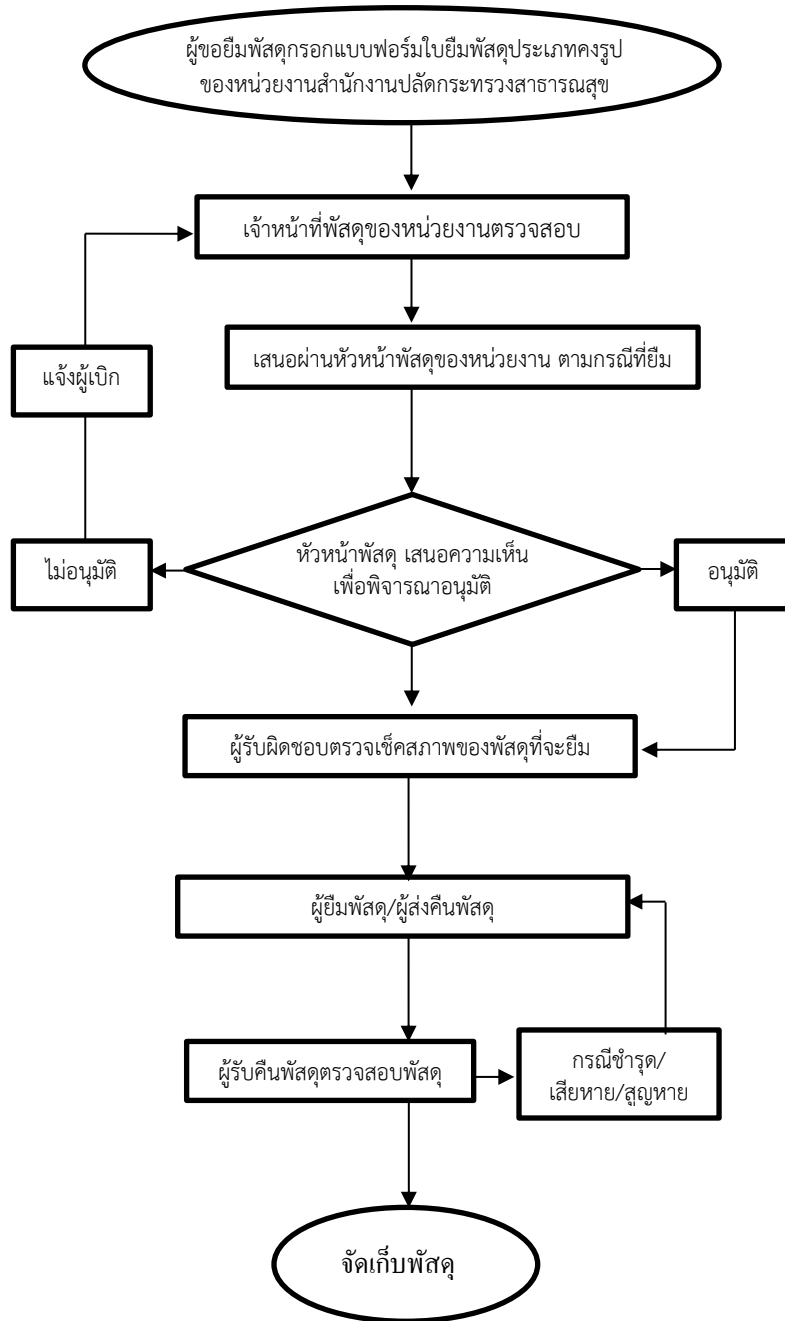 ผู้ขอยืมพัสดุกรอกแบบฟอร์มใบยืมพัสดุประเภทคงรูป
ของหน่วยงานสำนักงานปลัดกระทรวงสาธารณสุข
เจ้าหน้าที่พัสดุของหน่วยงานตรวจสอบ
เสนอผ่านหัวหน้าพัสดุของหน่วยงาน ตามกรณีที่ยืม
แจ้งผู้เบิก
หัวหน้าพัสดุ เสนอความเห็น
เพื่อพิจารณาอนุมัติ
ไม่อนุมัติ
อนุมัติ
ผู้รับผิดชอบตรวจเช็คสภาพของพัสดุที่จะยืม
ผู้ยืมพัสดุ/ผู้ส่งคืนพัสดุ
ผู้รับคืนพัสดุตรวจสอบพัสดุ
กรณีชำรุด/
เสียหาย/สูญหาย
จัดเก็บพัสดุ